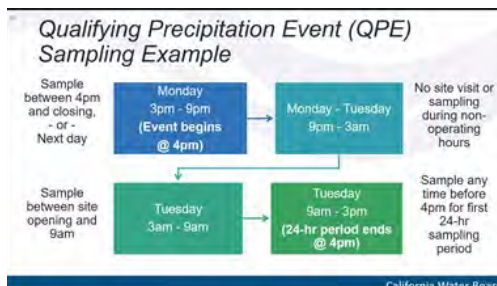 Qualifying Precipitation Event (QPE)
Sampling Example
Sample
between 4pm
and closing,
- or -
Next day
Monday
3pm - 9pm
(Event begins
@ 4pm)
Monday - Tuesday
9pm - 3am
No site visit or
sampling
during non-
operating
hours
Sample
between site
opening and
9am
Tuesday
3am - 9am
Tuesday
9am - 3pm
(24-hr period ends
@ 4pm)
Sample any
time before
4pm for first
24-hr
sampling
period
California Water Boar